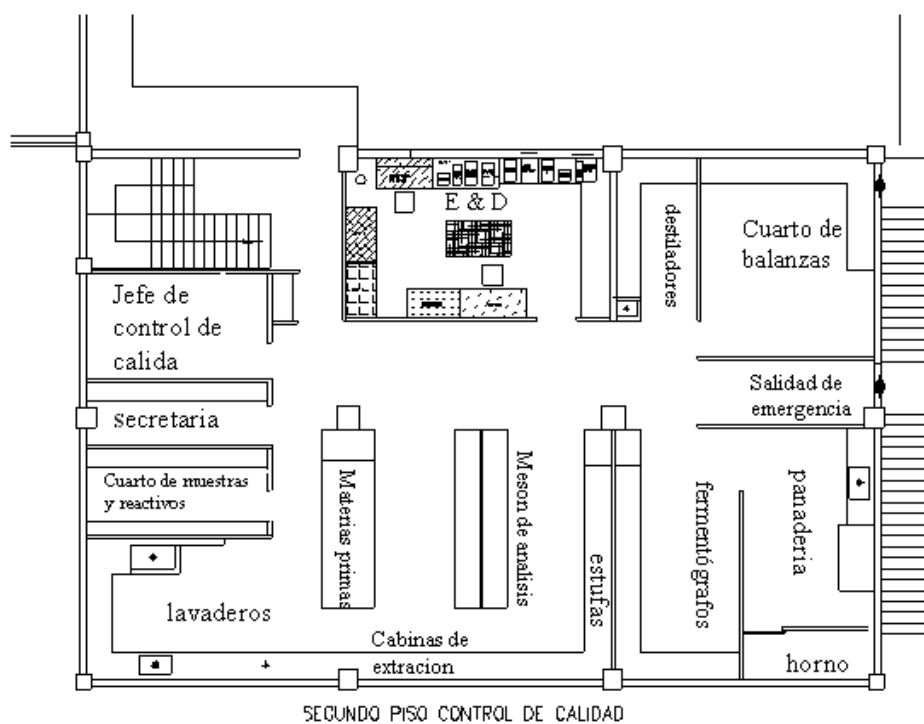 E & D
destiladores
Cuarto de
balanzas
Jefe de
control de
calida
Salidad de
emergencia
secretaria
Cuarto de muestras
y reactivos
Materias primas
Meson de analisis
estufas
fermentógrafos
panaderia
lavaderos
Cabinas de
extracion
horno
SEGUNDO PISO CONTROL DE CALIDAD